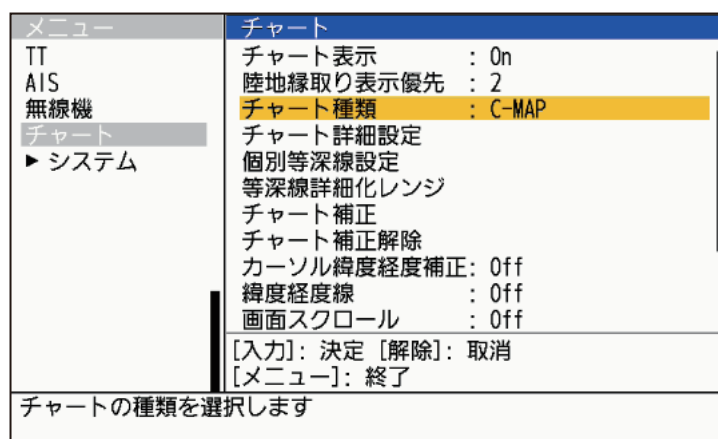 メニュー
TT
AIS
無線機
チャート
▶ システム
チャート
チャート表示 : On
陸地縁取り表示優先 : 2
チャート種類 : C-MAP
チャート詳細設定
個別等深線設定
等深線詳細化レンジ
チャート補正
チャート補正解除
カーソル緯度経度補正: Off
緯度経度線 : Off
画面スクロール : Off
[入力]: 決定 [解除]: 取消
[メニュー]: 終了
チャートの種類を選択します